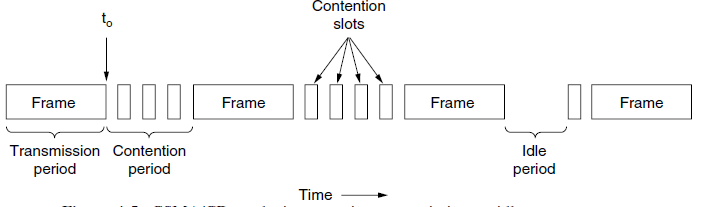 Contention
slots
t₀
Frame
Frame
Frame
Frame
Transmission
period
Contention
period
Idle
period
Time